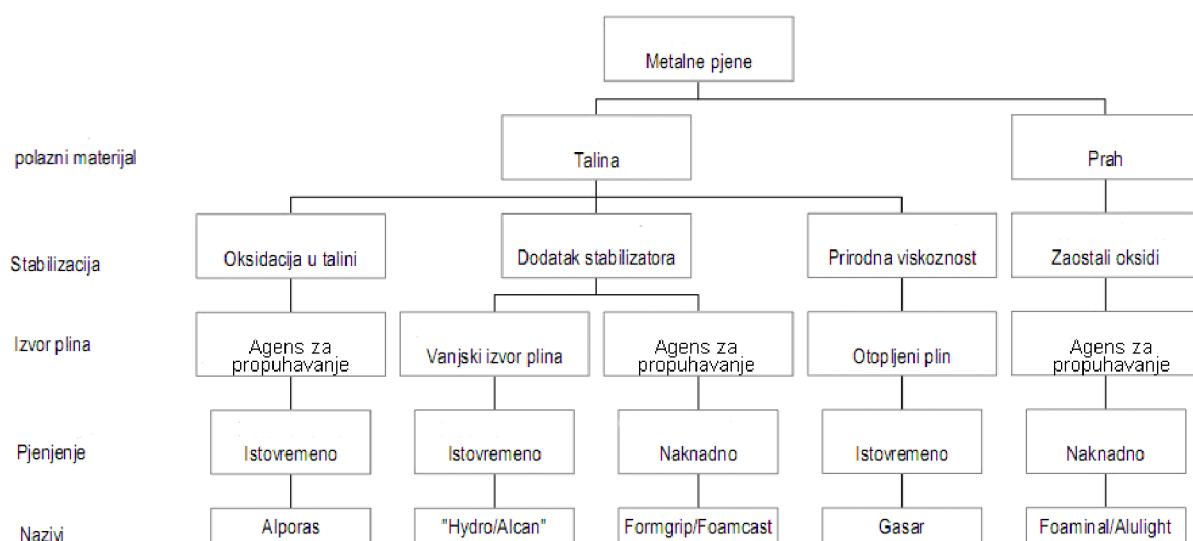 Metalne pjene
polazni materijal
Talina
Prah
Stabilizacija
Oksidacija u talini
Dodatak stabilizatora
Prirodna viskoznost
Zaostali oksidi
Izvor plina
Agens za
propuhavanje
Vanjski izvor plina
Agens za
propuhavanje
Otopljeni plin
Agens za
propuhavanje
Pjenjenje
Istovremeno
Istovremeno
Naknadno
Istovremeno
Naknadno
Nazivi
Alporas
"Hydro/Alcan"
Formgrip/Foamcast
Gasar
Foaminal/Alulight